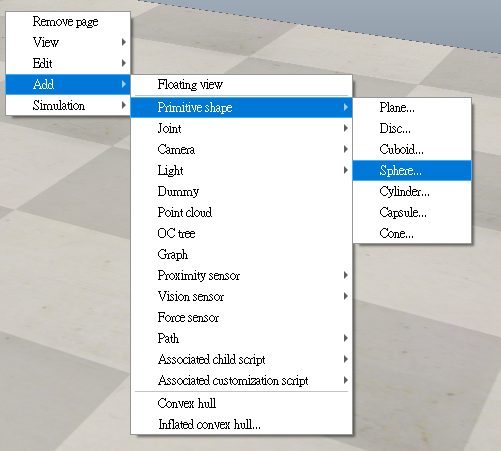 Remove page
View
Edit
Add
Simulation
Floating view
Primitive shape
Joint
Camera
Light
Dummy
Point cloud
OC tree
Graph
Proximity sensor
Vision sensor
Force sensor
Path
Associated child script
Associated customization script
Convex hull
Inflated convex hull...
Plane...
Disc...
Cuboid...
Sphere...
Cylinder...
Capsule...
Cone...